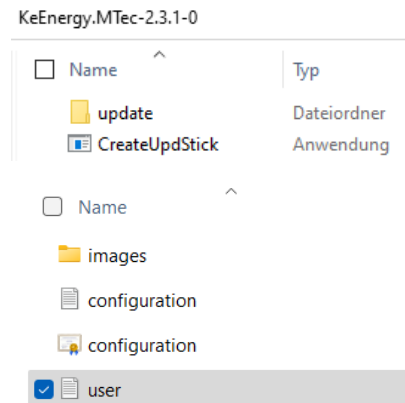 KeEnergy.MTec-2.3.1-0
Name Typ
update Dateiordner
CreateUpdStick Anwendung
Name
images
configuration
configuration
user